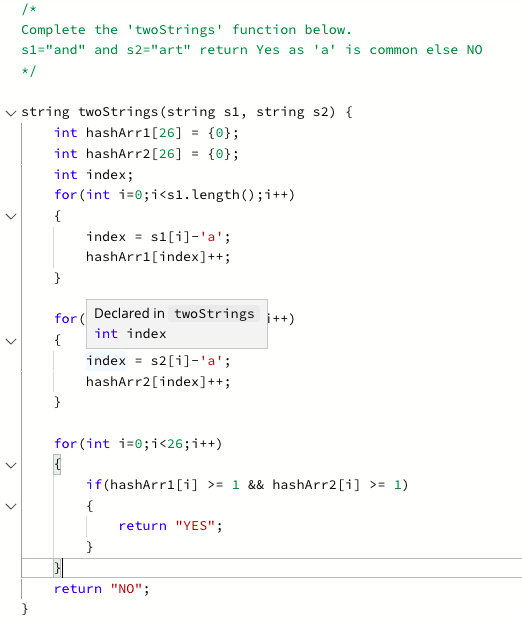 /*
Complete the 'twoStrings' function below.
s1="and" and s2="art" return Yes as 'a' is common else NO
*/
string twoStrings(string s1, string s2) {
int hashArr1[26] = {0};
int hashArr2[26] = {0};
int index;
for(int i=0;i<s1.length();i++)
{
index = s1[i]-'a';
hashArr1[index]++;
}
for(
Declared in twoStrings
i++)
int index
{
index = s2[i]-'a';
hashArr2[index]++;
}
for(int i=0;i<26;i++)
{
if(hashArr1[i] >= 1 && hashArr2[i] >= 1)
{
return "YES";
}
}
return "NO";
}